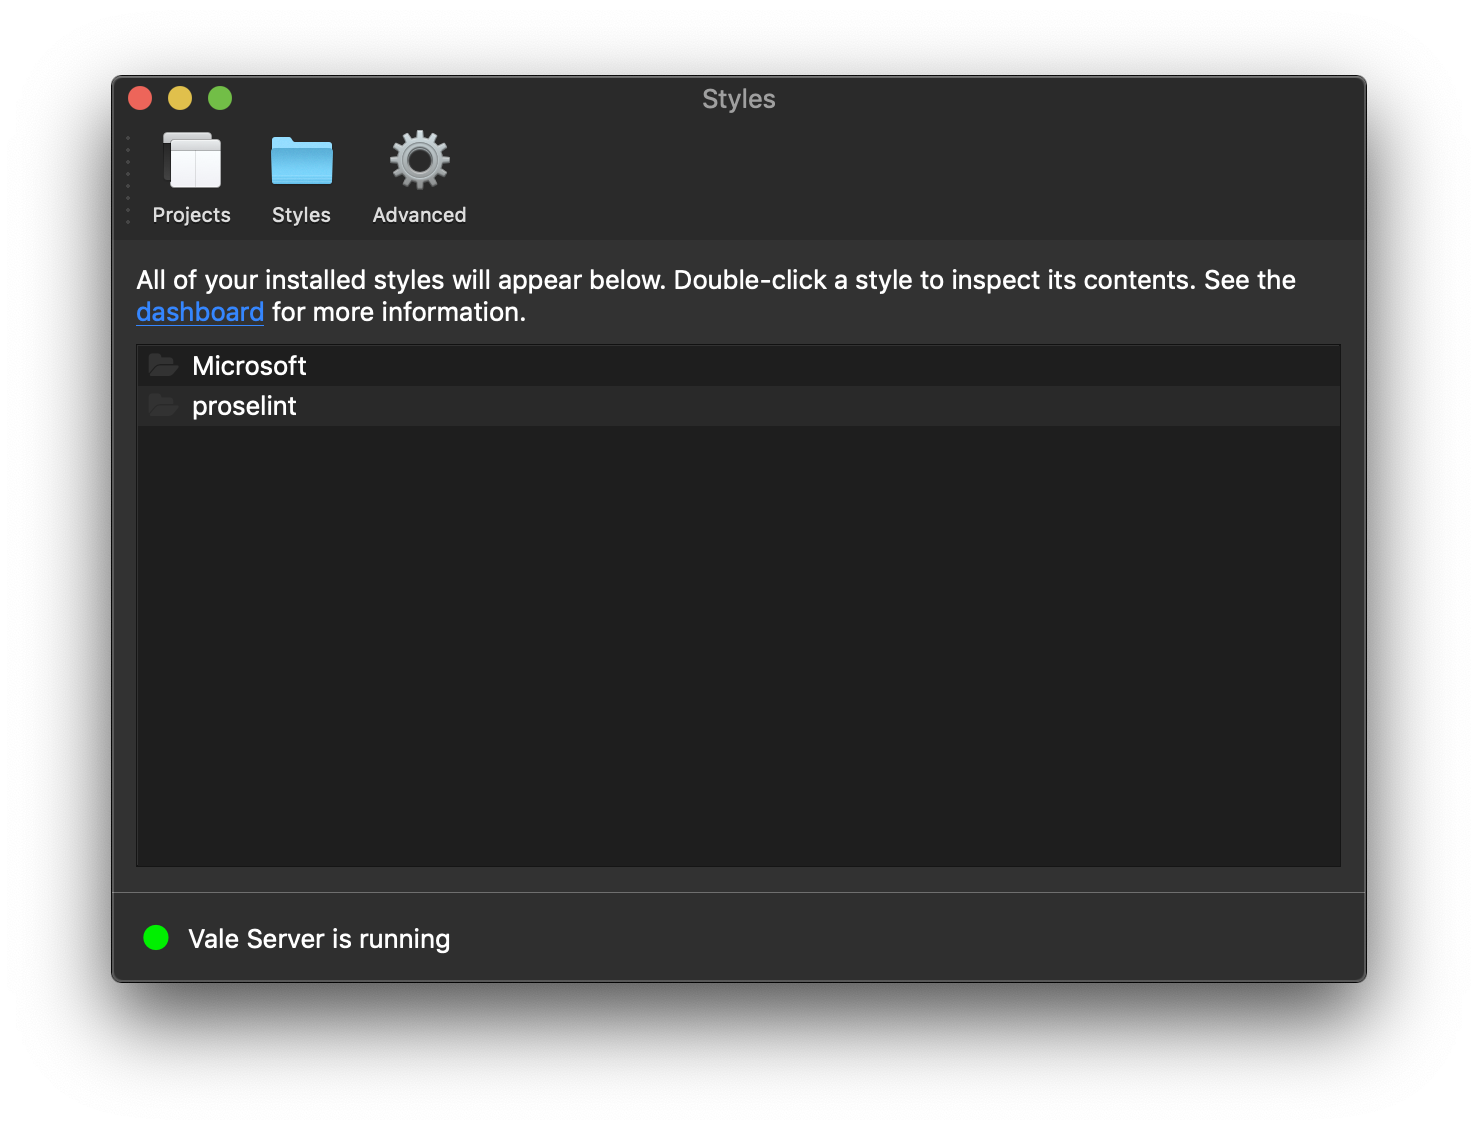 Styles
Projects
Styles
Advanced
All of your installed styles will appear below. Double-click a style to inspect its contents. See the
dashboard for more information.
Microsoft
proselint
Vale Server is running